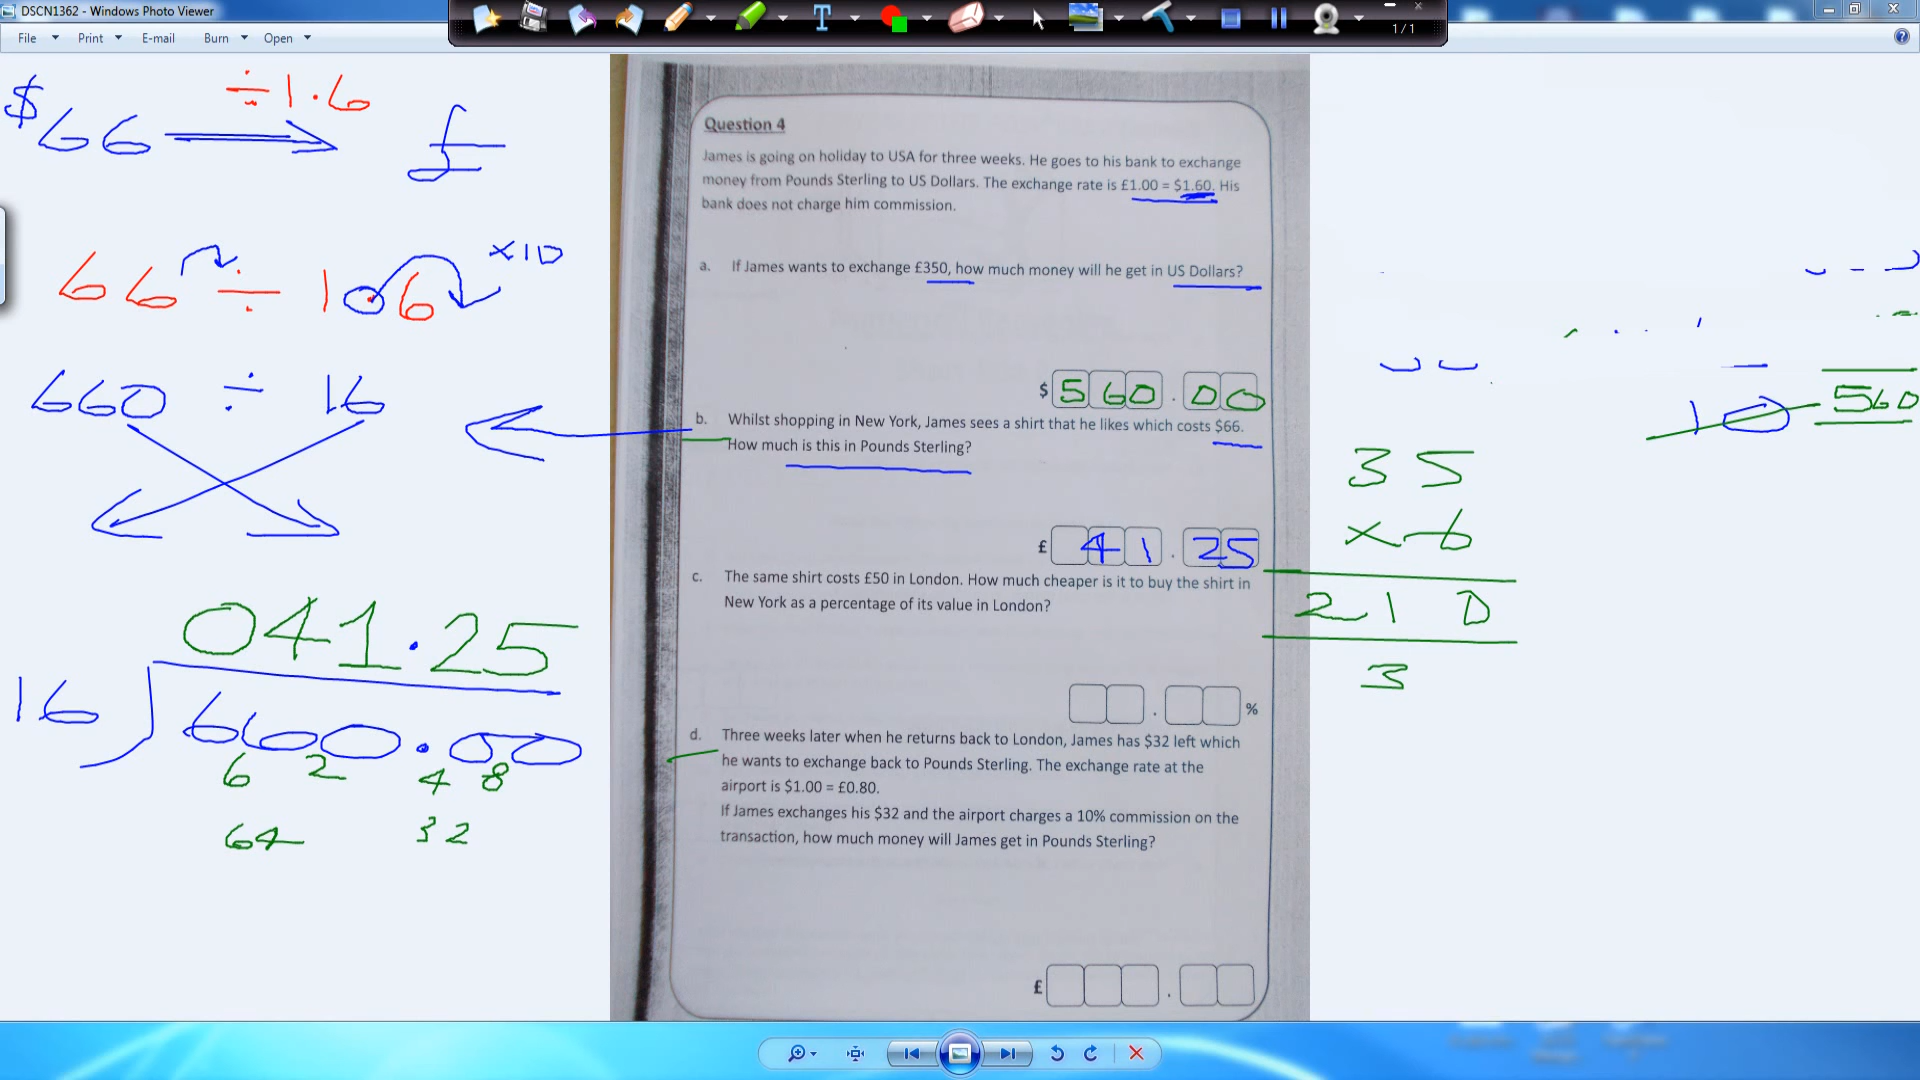 DSCN1362 - Windows Photo Viewer
File Print E-mail Burn Open
T
1/1
$66 ÷1.6 £
66 ÷ 1.6 ×10
660 ÷ 16
041.25
16 660.00
6 2 4 8
64 32
Question 4
James is going on holiday to USA for three weeks. He goes to his bank to exchange
money from Pounds Sterling to US Dollars. The exchange rate is £1.00 = $1.60. His
bank does not charge him commission.
a. If James wants to exchange £350, how much money will he get in US Dollars?
$ 560.00
b. Whilst shopping in New York, James sees a shirt that he likes which costs $66.
How much is this in Pounds Sterling?
£ 41.25
c. The same shirt costs £50 in London. How much cheaper is it to buy the shirt in
New York as a percentage of its value in London?
. %
d. Three weeks later when he returns back to London, James has $32 left which
he wants to exchange back to Pounds Sterling. The exchange rate at the
airport is $1.00 = £0.80.
If James exchanges his $32 and the airport charges a 10% commission on the
transaction, how much money will James get in Pounds Sterling?
£ .
10 560
35
×6
210
3